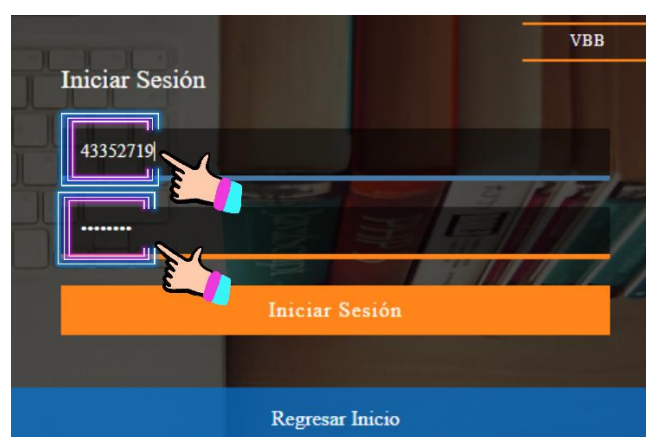 VBB
Iniciar Sesión
43352719
••••••••
Iniciar Sesión
Regresar Inicio